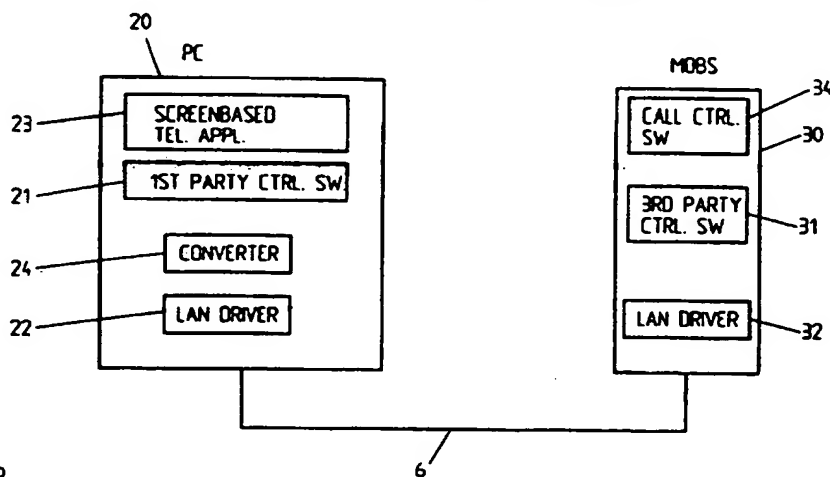 20
PC
MOBS
23
SCREENBASED
TEL. APPL.
CALL CTRL.
SW
34
30
21
1ST PARTY CTRL. SW
3RD PARTY
CTRL. SW
31
24
CONVERTER
22
LAN DRIVER
LAN DRIVER
32
6